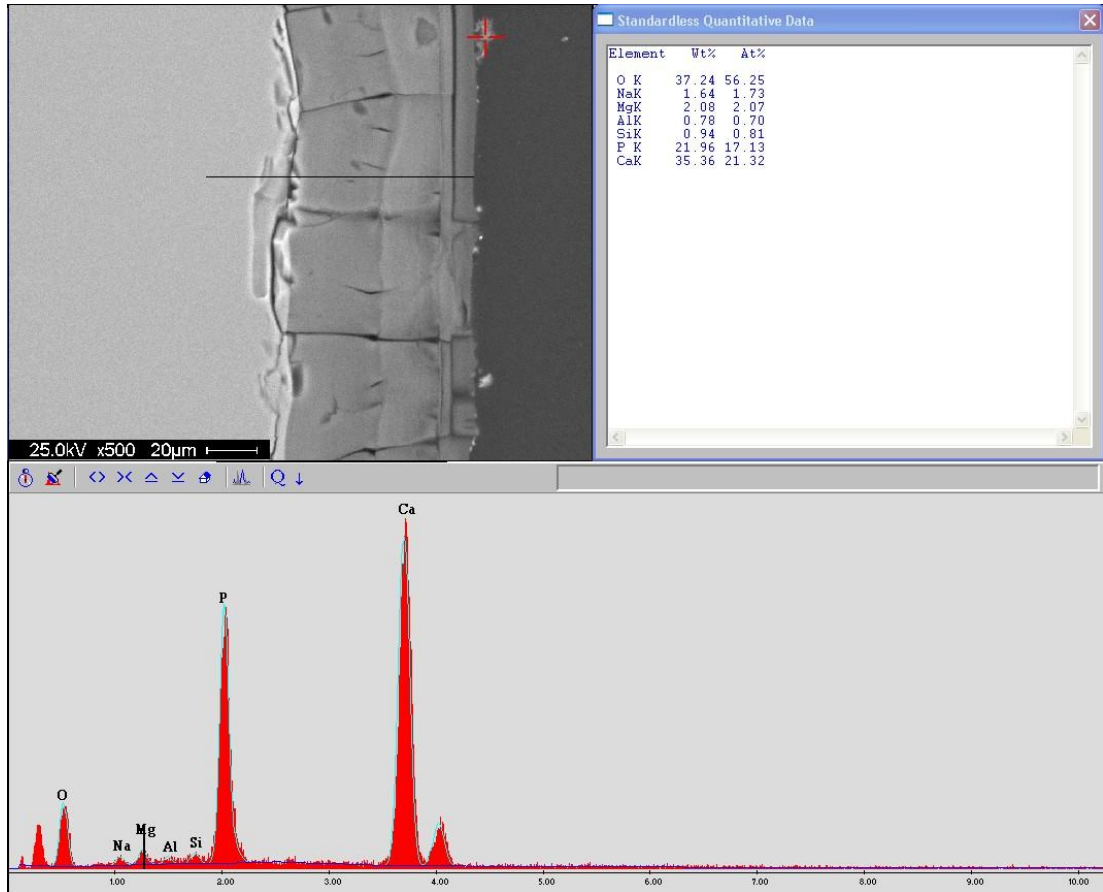 Standardless Quantitative Data
Element Wt% At%
O K 37.24 56.25
NaK 1.64 1.73
MgK 2.08 2.07
AlK 0.78 0.70
SiK 0.94 0.81
P K 21.96 17.13
CaK 35.36 21.32
25.0kV x500 20µm
Q
Ca
P
O
Na
Mg
Al
Si
1.00 2.00 3.00 4.00 5.00 6.00 7.00 8.00 9.00 10.00